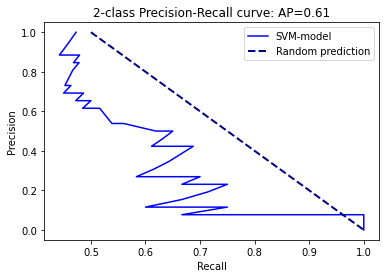 2-class Precision-Recall curve: AP=0.61
SVM-model
Random prediction
Precision
1.0
0.8
0.6
0.4
0.2
0.0
0.5
0.6
0.7
0.8
0.9
1.0
Recall